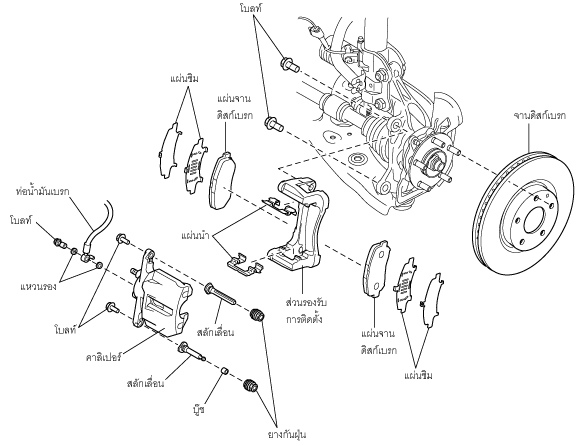 โบลท์
แผ่นชิม
แผ่นจาน
ดิสก์เบรก
จานดิสก์เบรก
ท่อน้ำมันเบรก
โบลท์
แผ่นนำ
แหวนรอง
ส่วนรองรับ
การติดตั้ง
โบลท์
สลักเลื่อน
แผ่นจาน
ดิสก์เบรก
คาลิเปอร์
แผ่นชิม
สลักเลื่อน
บู๊ช
ยางกันฝุ่น